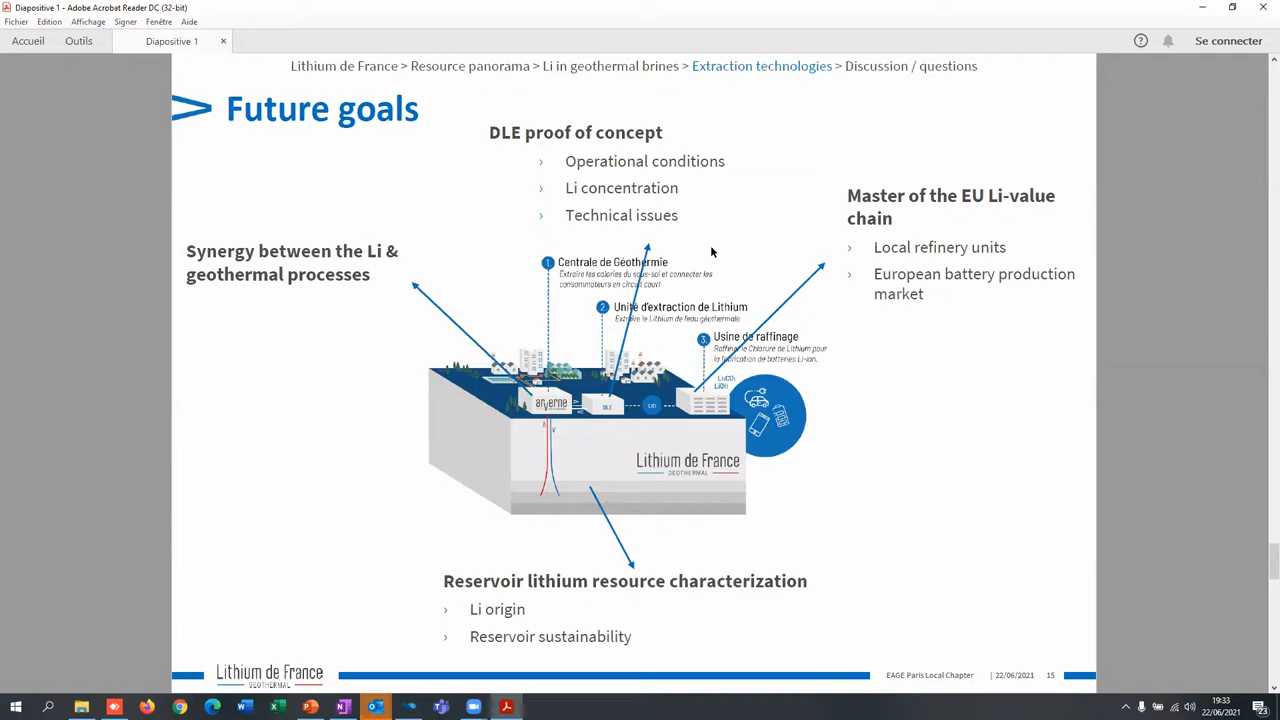 Diapositive 1 - Adobe Acrobat Reader DC (32-bit)
Fichier Edition Affichage Signer Fenêtre Aide
Accueil Outils Diapositive 1 × Se connecter
Lithium de France > Resource panorama > Li in geothermal brines > Extraction technologies > Discussion / questions
> Future goals
DLE proof of concept
› Operational conditions
› Li concentration
› Technical issues
Master of the EU Li-value
chain
› Local refinery units
› European battery production
market
Synergy between the Li &
geothermal processes
1 Centrale de Géothermie
Extraire les calories du sous-sol et connecter les
consommateurs en circuit court
2 Unité d'extraction de Lithium
Extraire le Lithium de l'eau géothermale
3 Usine de raffinage
Raffiner le Chlorure de Lithium pour
la fabrication de batteries Li-ion.
Li₂CO₃
LiOH
arverne
DLE
LiCl
Lithium de France
GEOTHERMAL
Reservoir lithium resource characterization
› Li origin
› Reservoir sustainability
Lithium de France
GEOTHERMAL
EAGE Paris Local Chapter | 22/06/2021 15
19:33
22/06/2021
23